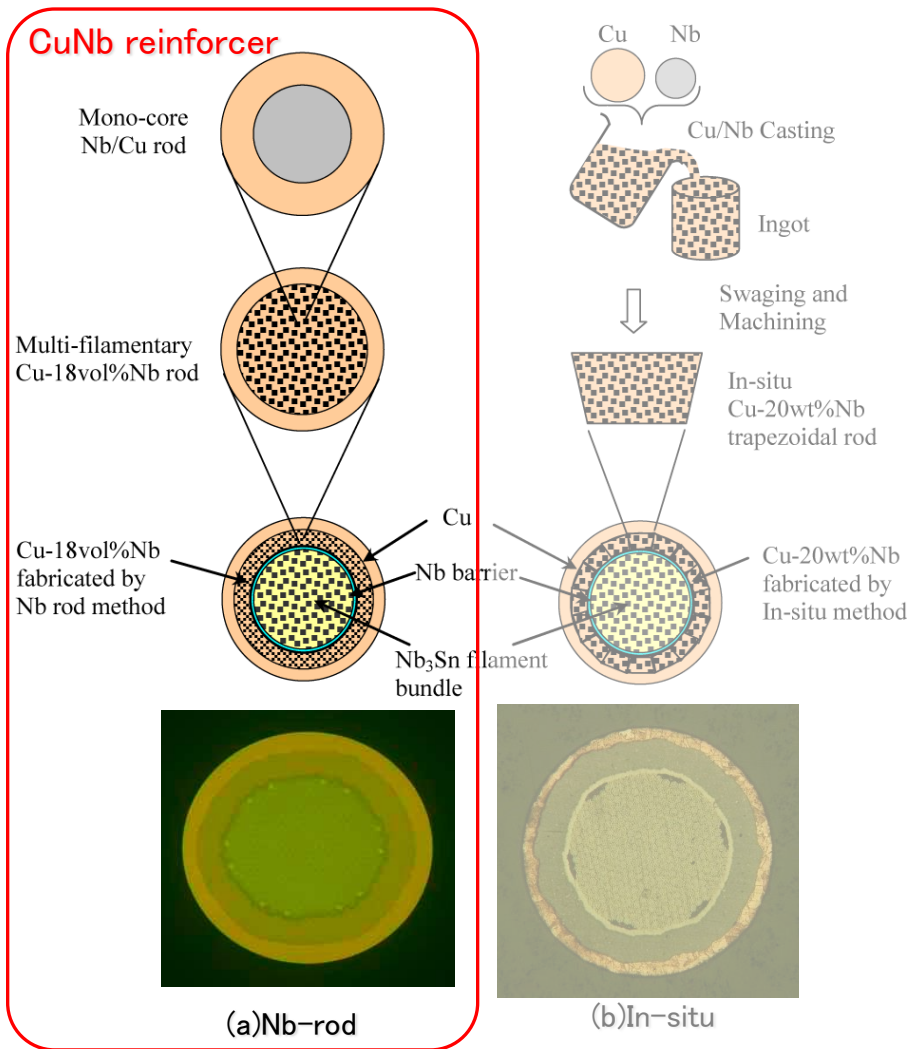 CuNb reinforcer
Mono-core
Nb/Cu rod
Multi-filamentary
Cu-18vol%Nb rod
Cu-18vol%Nb
fabricated by
Nb rod method
Cu
Nb barrier
Nb₃Sn filament
bundle
(a)Nb-rod
Cu
Nb
Cu/Nb Casting
Ingot
Swaging and
Machining
In-situ
Cu-20wt%Nb
trapezoidal rod
Cu-20wt%Nb
fabricated by
In-situ method
(b)In-situ